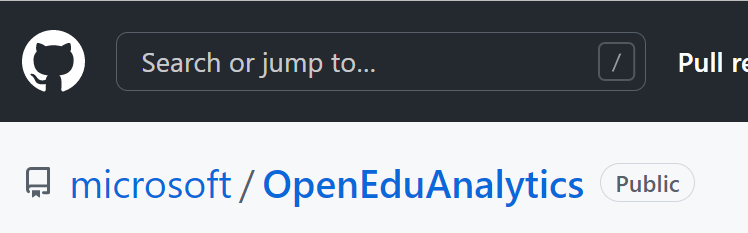 Search or jump to... / Pull re
microsoft / OpenEduAnalytics Public